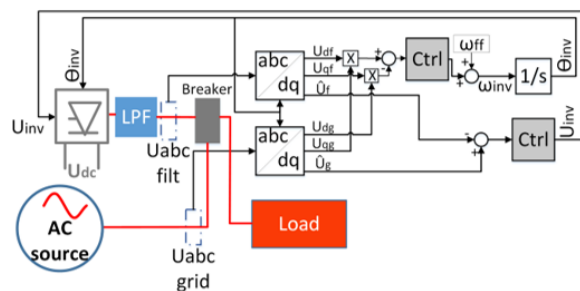 θinv
Uinv
Udc
LPF
Uabc
filt
Breaker
AC
source
Uabc
grid
Load
abc
dq
Udf
Uqf
Ûf
abc
dq
Udg
Uqg
Ûg
X
X
+
+
Ctrl
ωff
+
+
ωinv
1/s
θinv
-
+
Ctrl
Uinv